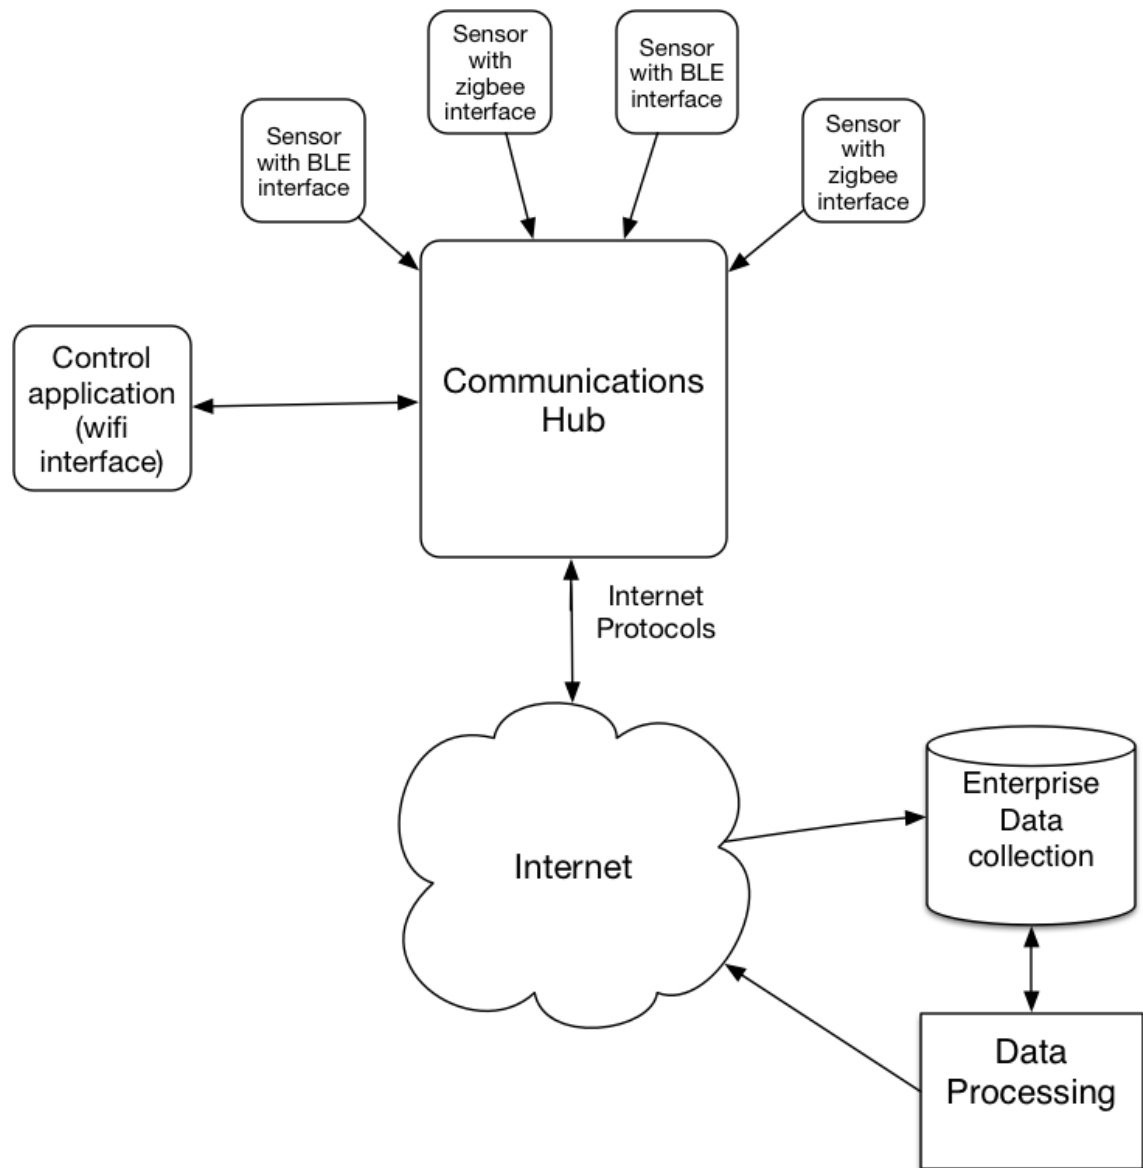 Sensor
with
zigbee
interface
Sensor
with BLE
interface
Sensor
with BLE
interface
Sensor
with
zigbee
interface
Control
application
(wifi
interface)
Communications
Hub
Internet
Protocols
Internet
Enterprise
Data
collection
Data
Processing